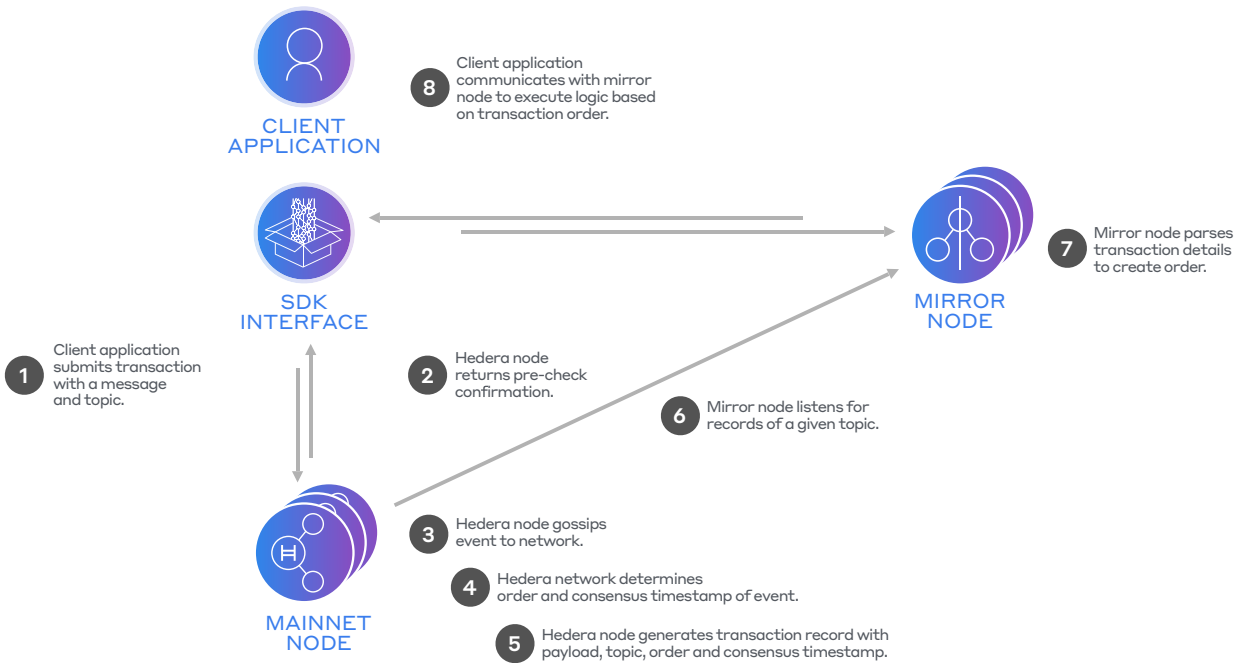 8
Client application
communicates with mirror
node to execute logic based
on transaction order.
CLIENT
APPLICATION
7
Mirror node parses
transaction details
to create order.
SDK
INTERFACE
MIRROR
NODE
1
Client application
submits transaction
with a message
and topic.
2
Hedera node
returns pre-check
confirmation.
6
Mirror node listens for
records of a given topic.
3
Hedera node gossips
event to network.
H
4
Hedera network determines
order and consensus timestamp of event.
MAINNET
NODE
5
Hedera node generates transaction record with
payload, topic, order and consensus timestamp.